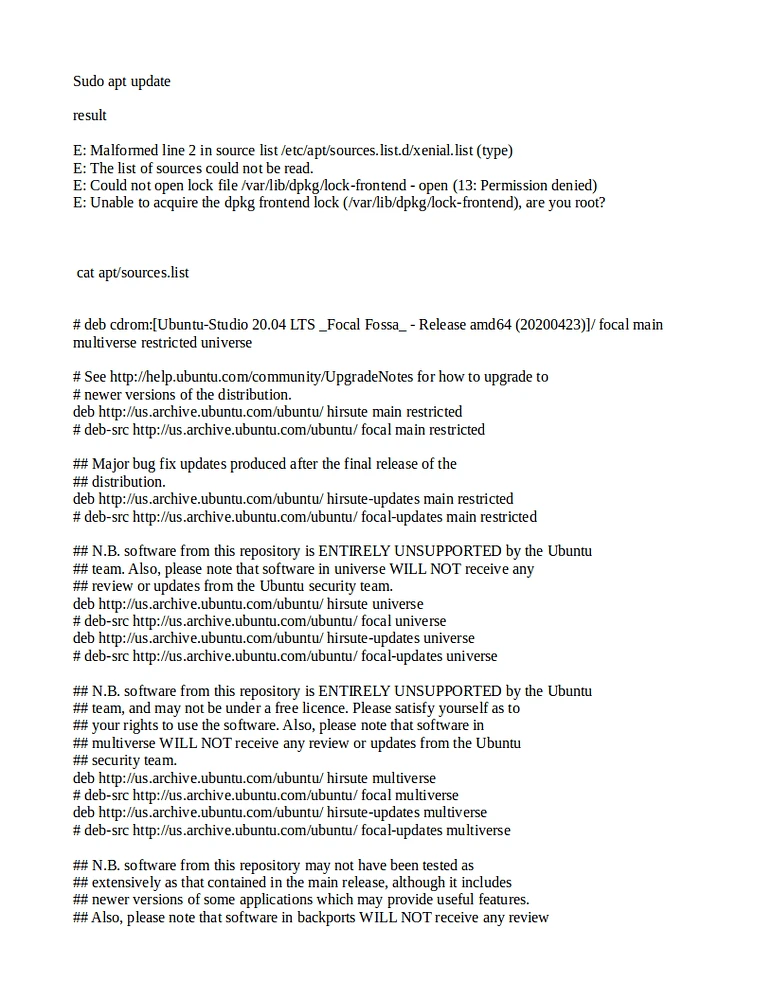 Sudo apt update
result
E: Malformed line 2 in source list /etc/apt/sources.list.d/xenial.list (type)
E: The list of sources could not be read.
E: Could not open lock file /var/lib/dpkg/lock-frontend - open (13: Permission denied)
E: Unable to acquire the dpkg frontend lock (/var/lib/dpkg/lock-frontend), are you root?
cat apt/sources.list
# deb cdrom:[Ubuntu-Studio 20.04 LTS _Focal Fossa_ - Release amd64 (20200423)]/ focal main
multiverse restricted universe
# See http://help.ubuntu.com/community/UpgradeNotes for how to upgrade to
# newer versions of the distribution.
deb http://us.archive.ubuntu.com/ubuntu/ hirsute main restricted
# deb-src http://us.archive.ubuntu.com/ubuntu/ focal main restricted
## Major bug fix updates produced after the final release of the
## distribution.
deb http://us.archive.ubuntu.com/ubuntu/ hirsute-updates main restricted
# deb-src http://us.archive.ubuntu.com/ubuntu/ focal-updates main restricted
## N.B. software from this repository is ENTIRELY UNSUPPORTED by the Ubuntu
## team. Also, please note that software in universe WILL NOT receive any
## review or updates from the Ubuntu security team.
deb http://us.archive.ubuntu.com/ubuntu/ hirsute universe
# deb-src http://us.archive.ubuntu.com/ubuntu/ focal universe
deb http://us.archive.ubuntu.com/ubuntu/ hirsute-updates universe
# deb-src http://us.archive.ubuntu.com/ubuntu/ focal-updates universe
## N.B. software from this repository is ENTIRELY UNSUPPORTED by the Ubuntu
## team, and may not be under a free licence. Please satisfy yourself as to
## your rights to use the software. Also, please note that software in
## multiverse WILL NOT receive any review or updates from the Ubuntu
## security team.
deb http://us.archive.ubuntu.com/ubuntu/ hirsute multiverse
# deb-src http://us.archive.ubuntu.com/ubuntu/ focal multiverse
deb http://us.archive.ubuntu.com/ubuntu/ hirsute-updates multiverse
# deb-src http://us.archive.ubuntu.com/ubuntu/ focal-updates multiverse
## N.B. software from this repository may not have been tested as
## extensively as that contained in the main release, although it includes
## newer versions of some applications which may provide useful features.
## Also, please note that software in backports WILL NOT receive any review